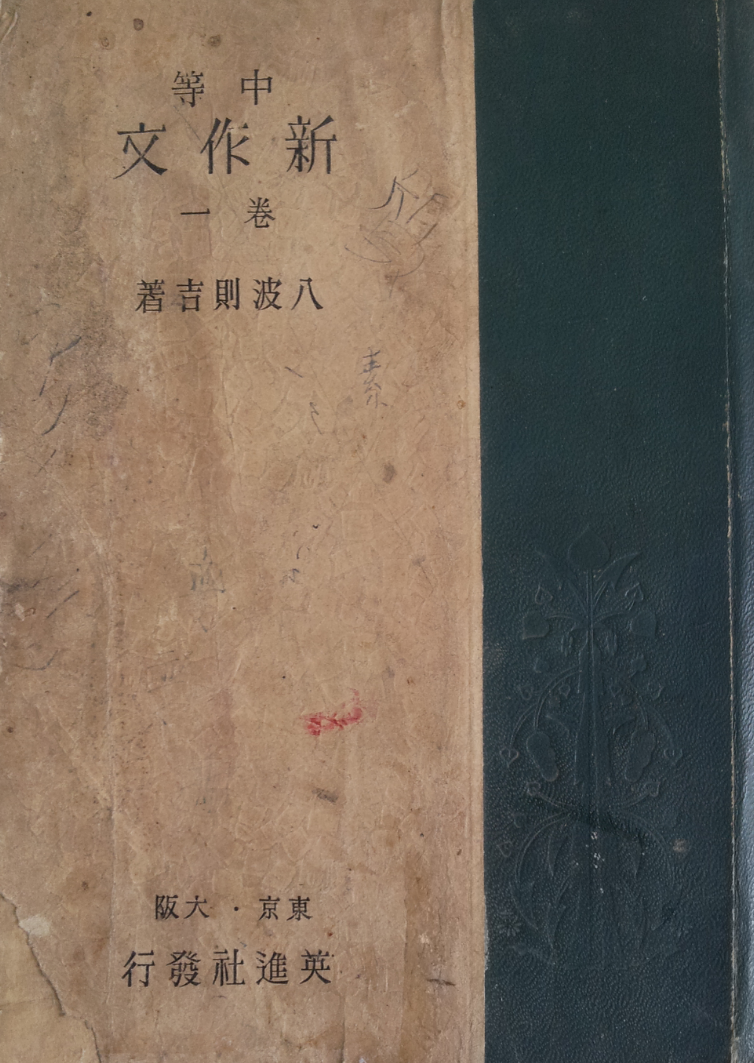 中等
新作文
卷一
八波則吉著
東京・大阪
英進社發行